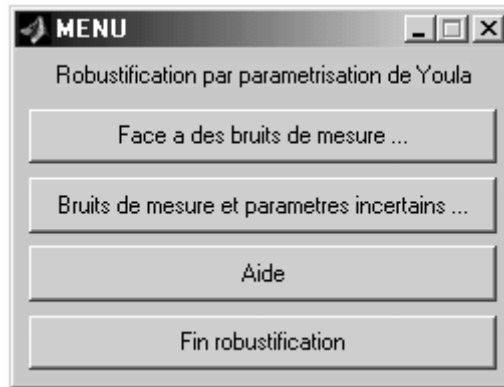 MENU
Robustification par parametrisation de Youla
Face a des bruits de mesure ...
Bruits de mesure et parametres incertains ...
Aide
Fin robustification